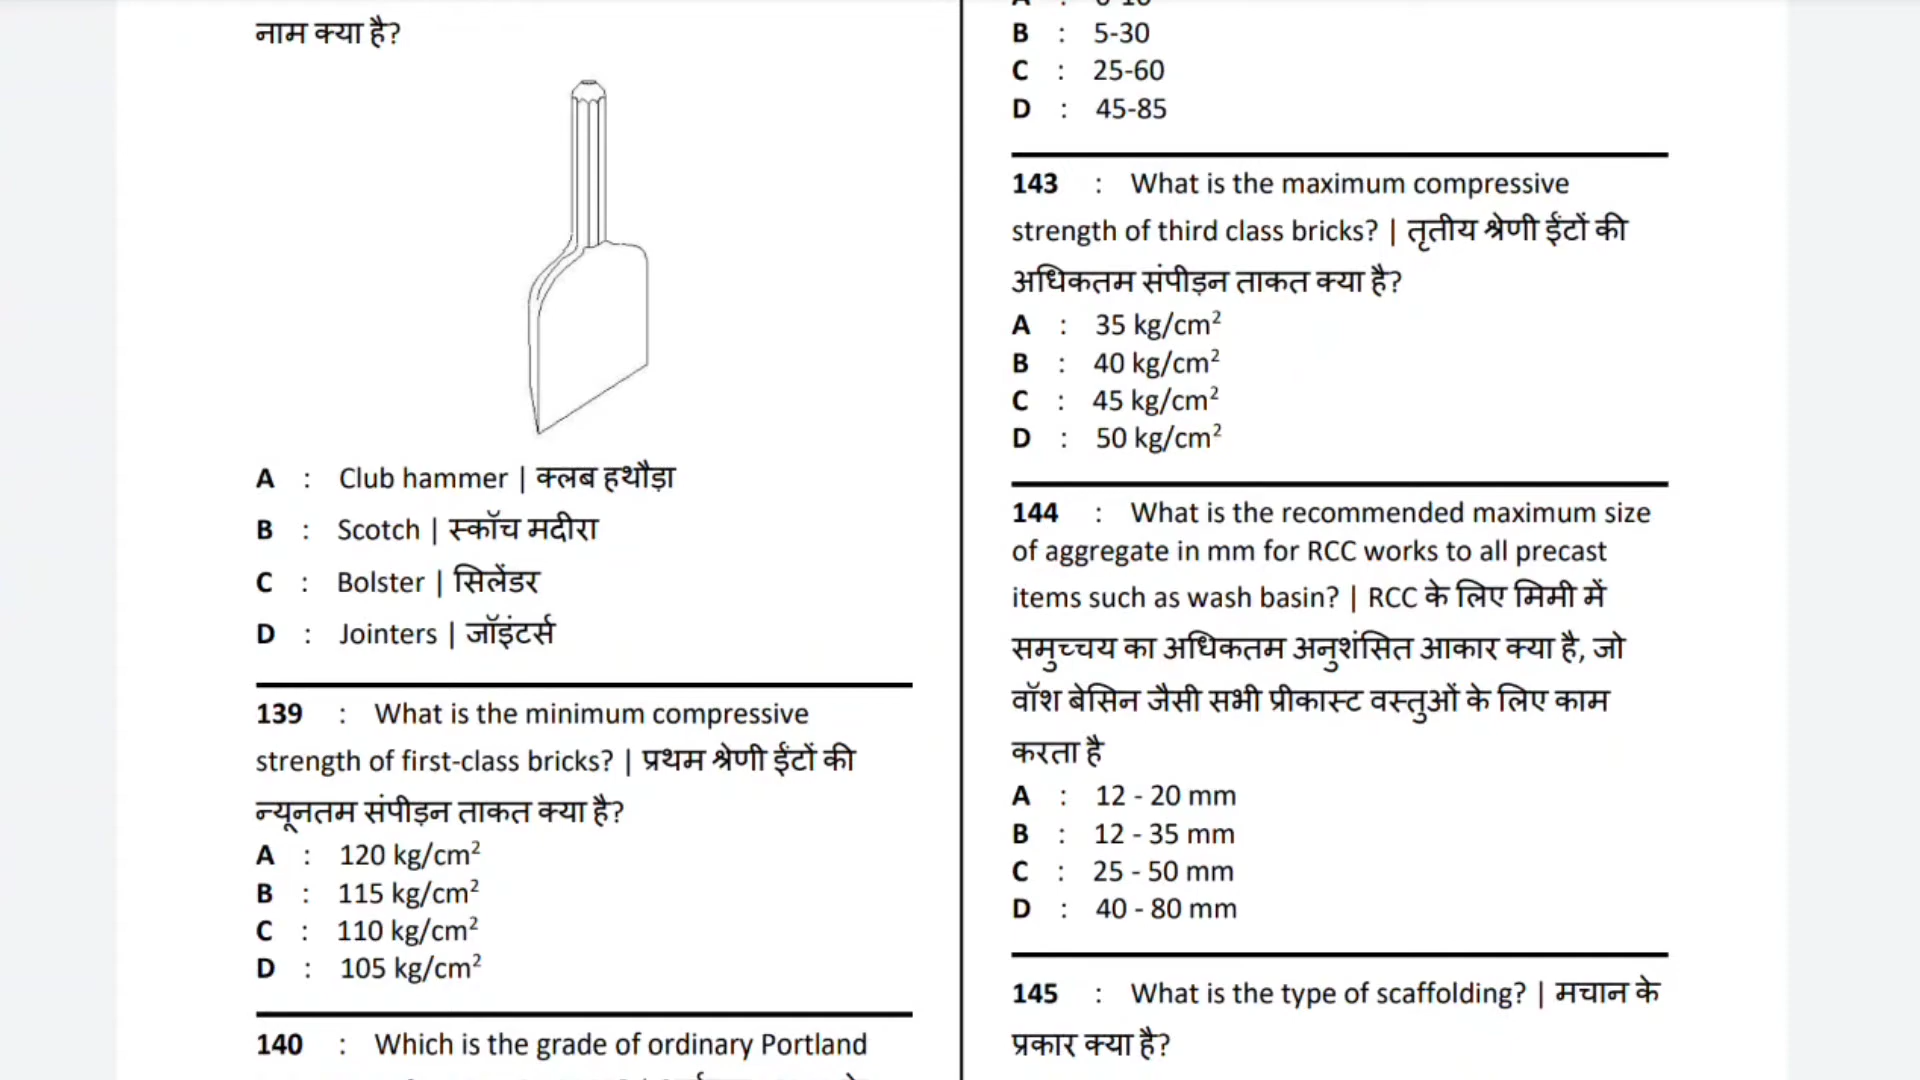 नाम क्या है?
A : Club hammer | क्लब हथौड़ा
B : Scotch | स्कॉच मदीरा
C : Bolster | सिलेंडर
D : Jointers | जॉइंटर्स
139 : What is the minimum compressive
strength of first-class bricks? | प्रथम श्रेणी ईंटों की
न्यूनतम संपीड़न ताकत क्या है?
A : 120 kg/cm²
B : 115 kg/cm²
C : 110 kg/cm²
D : 105 kg/cm²
140 : Which is the grade of ordinary Portland
B : 5-30
C : 25-60
D : 45-85
143 : What is the maximum compressive
strength of third class bricks? | तृतीय श्रेणी ईंटों की
अधिकतम संपीड़न ताकत क्या है?
A : 35 kg/cm²
B : 40 kg/cm²
C : 45 kg/cm²
D : 50 kg/cm²
144 : What is the recommended maximum size
of aggregate in mm for RCC works to all precast
items such as wash basin? | RCC के लिए मिमी में
समुच्चय का अधिकतम अनुशंसित आकार क्या है, जो
वॉश बेसिन जैसी सभी प्रीकास्ट वस्तुओं के लिए काम
करता है
A : 12 - 20 mm
B : 12 - 35 mm
C : 25 - 50 mm
D : 40 - 80 mm
145 : What is the type of scaffolding? | मचान के
प्रकार क्या है?